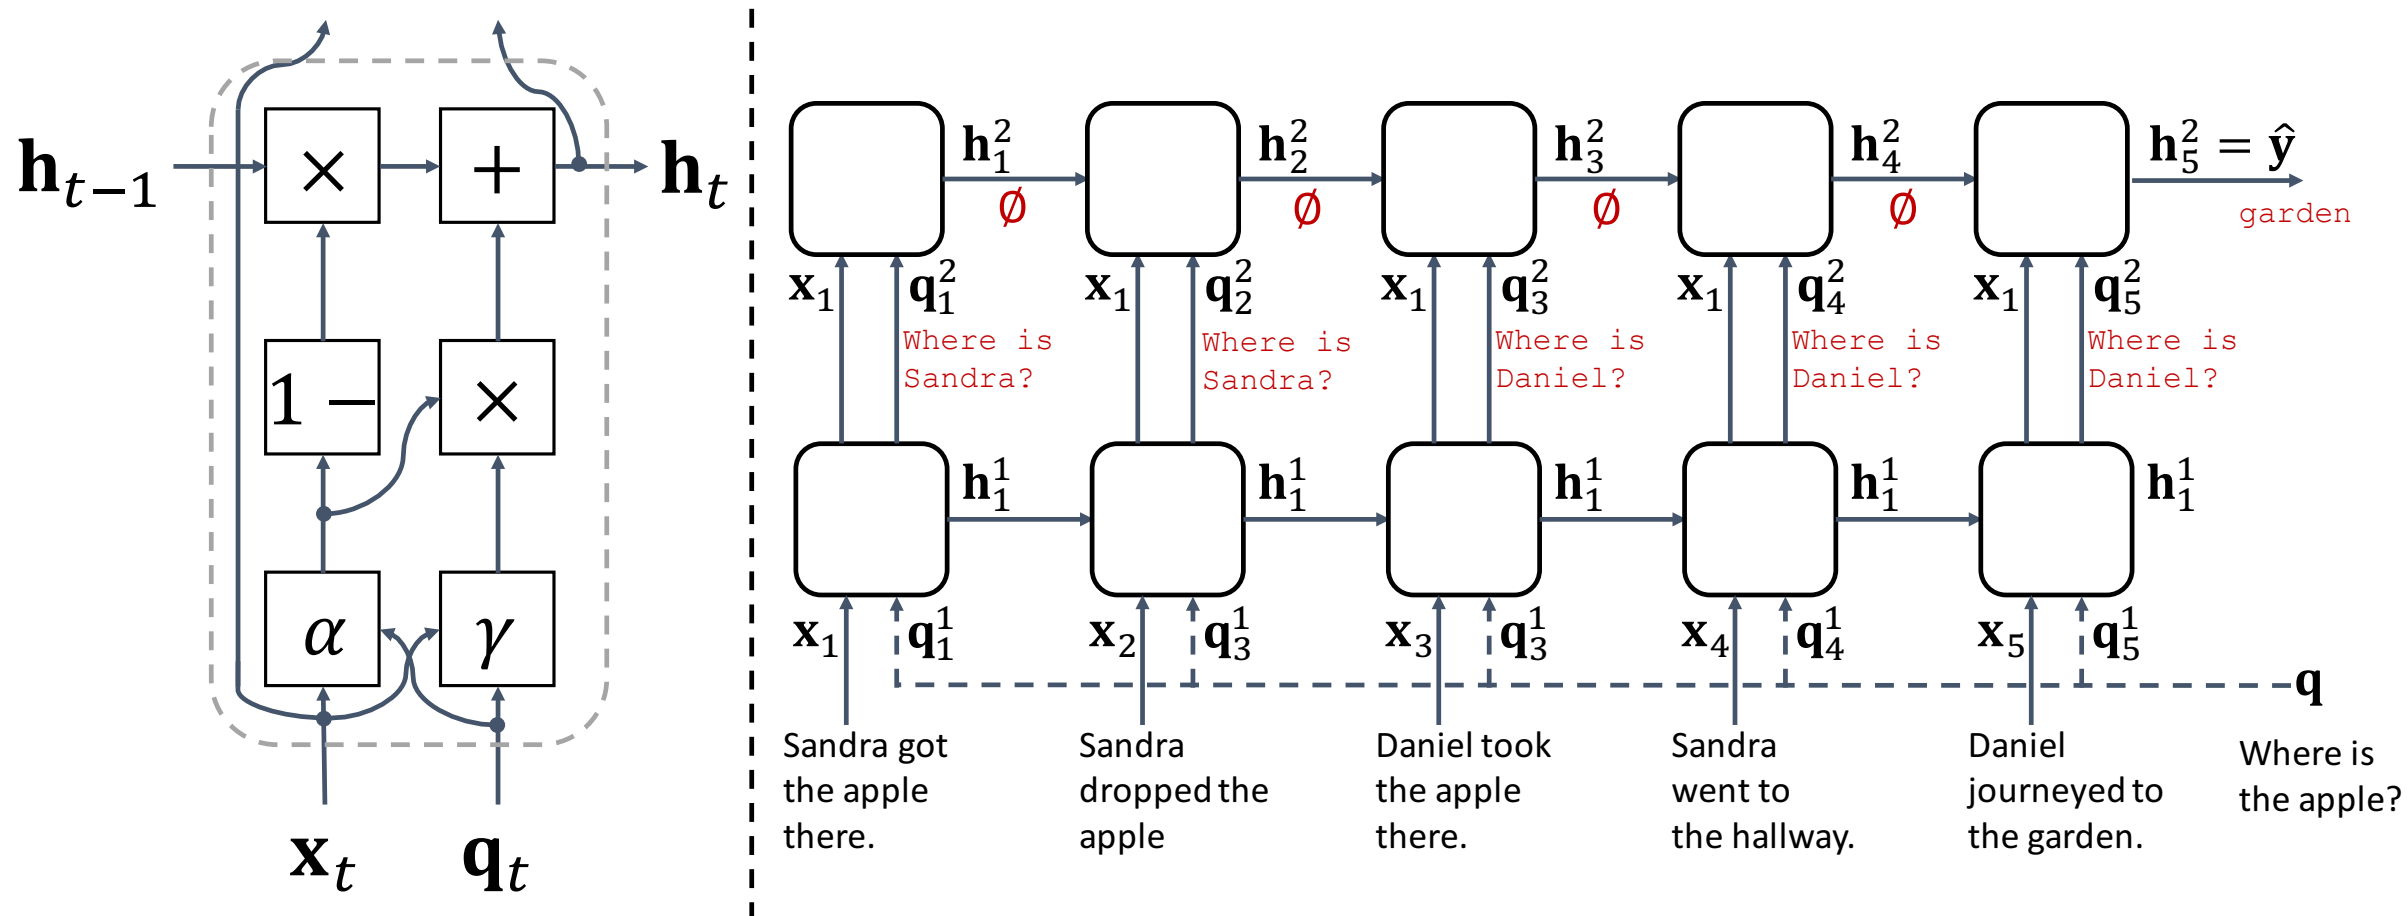 h_{t−1}
×
+
h_t
1 −
×
α
γ
x_t
q_t
h_1^2
∅
h_2^2
∅
h_3^2
∅
h_4^2
∅
h_5^2 = ŷ
garden
x_1
q_1^2
x_1
q_2^2
x_1
q_3^2
x_1
q_4^2
x_1
q_5^2
Where is
Sandra?
Where is
Sandra?
Where is
Daniel?
Where is
Daniel?
Where is
Daniel?
h_1^1
h_1^1
h_1^1
h_1^1
h_1^1
x_1
q_1^1
x_2
q_3^1
x_3
q_3^1
x_4
q_4^1
x_5
q_5^1
q
Sandra got
the apple
there.
Sandra
dropped the
apple
Daniel took
the apple
there.
Sandra
went to
the hallway.
Daniel
journeyed to
the garden.
Where is
the apple?